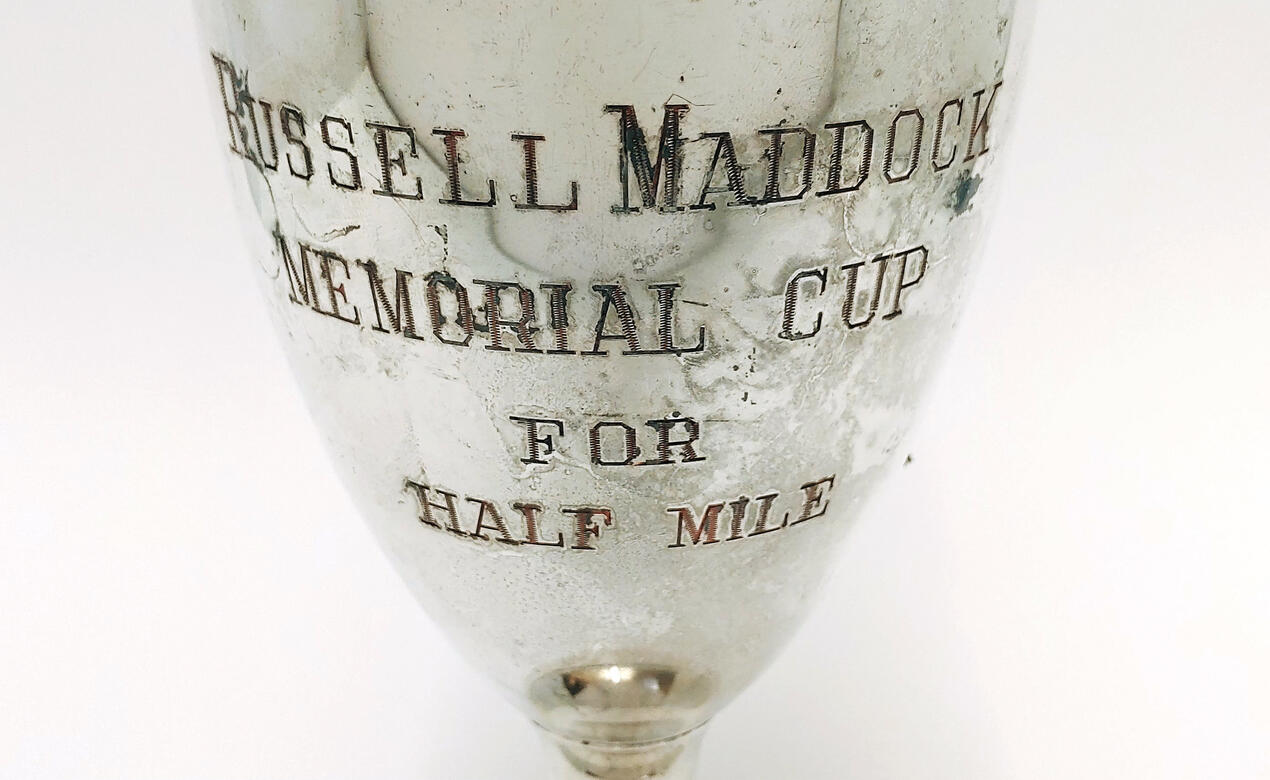 RUSSELL MADDOCK
MEMORIAL CUP
FOR
HALF MILE